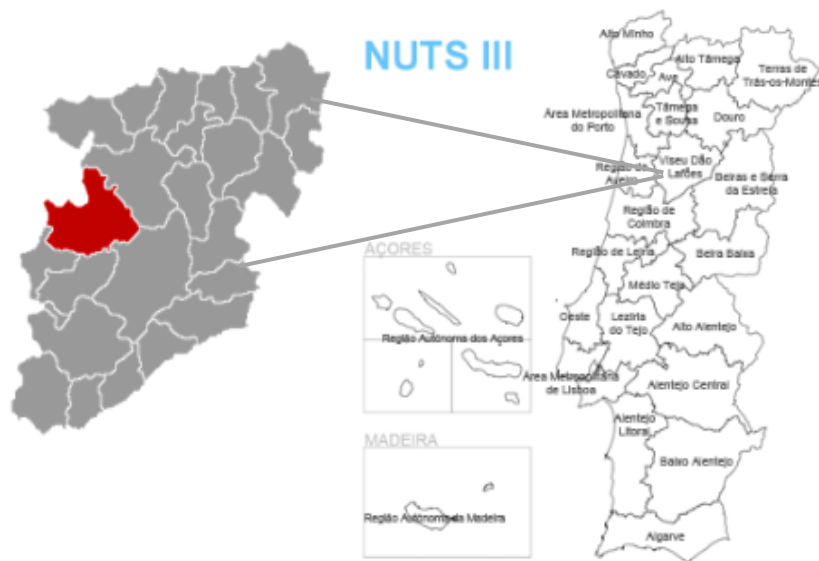 NUTS III
Alto Minho
Alto Tâmega
Terras de
Trás-os-Montes
Cávado
Ave
Tâmega
e Sousa
Área Metropolitana
do Porto
Douro
Viseu Dão
Lafões
Região de
Aveiro
Beiras e Serra
da Estrela
Região de
Coimbra
AÇORES
Região de Leiria
Beira Baixa
Médio Tejo
Oeste
Lezíria
do Tejo
Região Autónoma dos Açores
Alto Alentejo
Área Metropolitana
de Lisboa
Alentejo Central
Alentejo
Litoral
MADEIRA
Baixo Alentejo
Região Autónoma da Madeira
Algarve